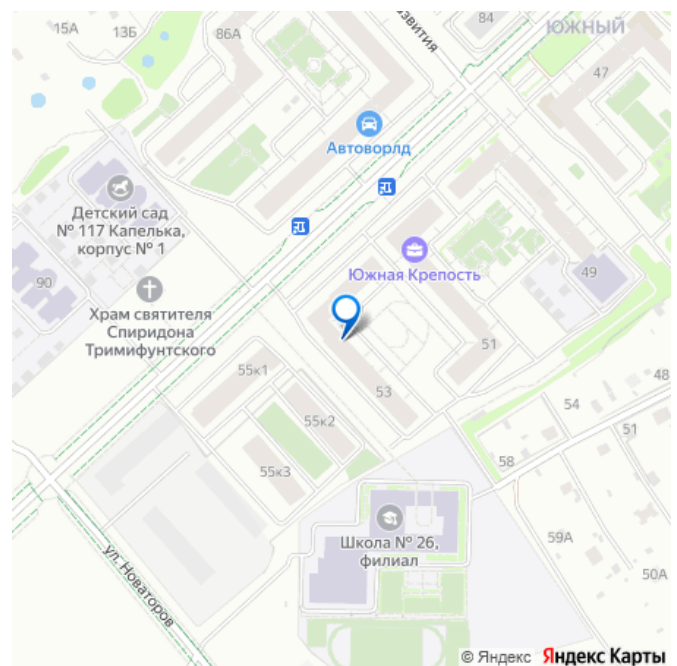 15А
13Б
86А
развития
84
ЮЖНЫЙ
47
Автоворлд
Детский сад
№ 117 Капелька,
корпус № 1
90
Храм святителя
Спиридона
Тримифунтского
Южная Крепость
49
51
53
55к1
55к2
55к3
48
54
51
58
59А
50А
Школа № 26,
филиал
ул. Новаторов
© Яндекс Яндекс Карты